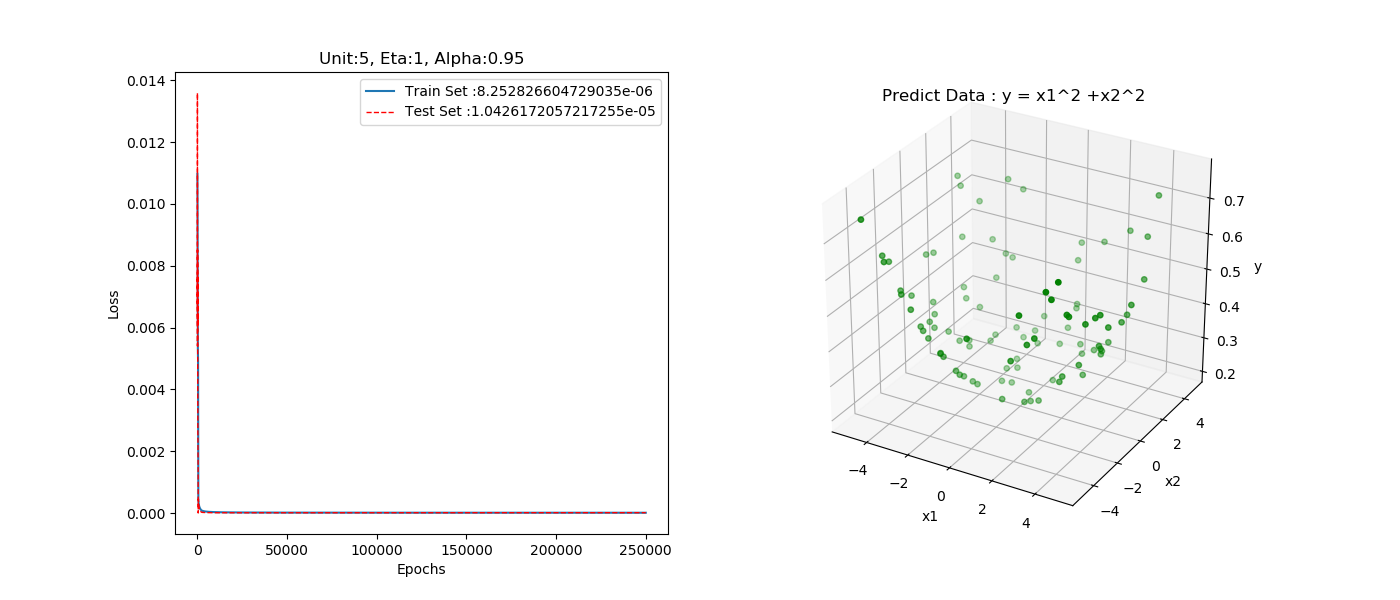 Unit:5, Eta:1, Alpha:0.95
0.014
0.012
0.010
0.008
0.006
0.004
0.002
0.000
Loss
Train Set :8.252826604729035e-06
Test Set :1.0426172057217255e-05
0 50000 100000 150000 200000 250000
Epochs
Predict Data : y = x1^2 +x2^2
0.7
0.6
0.5
0.4
0.3
0.2
y
−4 −2 0 2 4
x1
4
2
0
−2
−4
x2